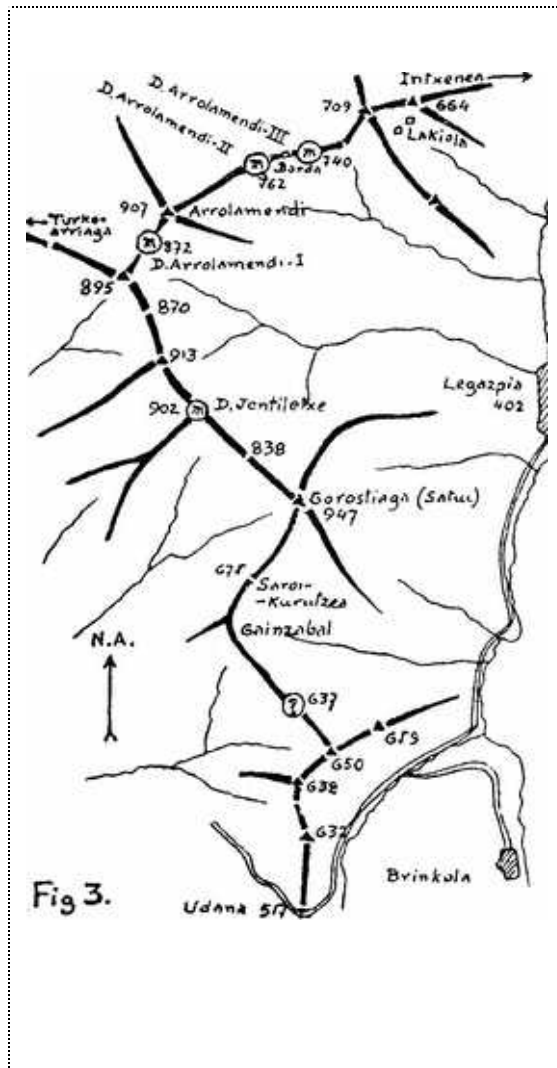 Intxenea
D. Arrolamendi-III
D. Arrolamendi-II
709
664
Lakiola
Borda
740
762
907
Arrolamendi
Turko-
arriaga
872
D. Arrolamendi-I
895
870
913
Legazpia
402
902
D. Jentiletxe
838
Gorostiaga (Satui)
947
678
Saroi-
-Kurutzea
Gainzabal
N.A.
?
637
659
650
638
632
Brinkola
Fig 3.
Udana 517